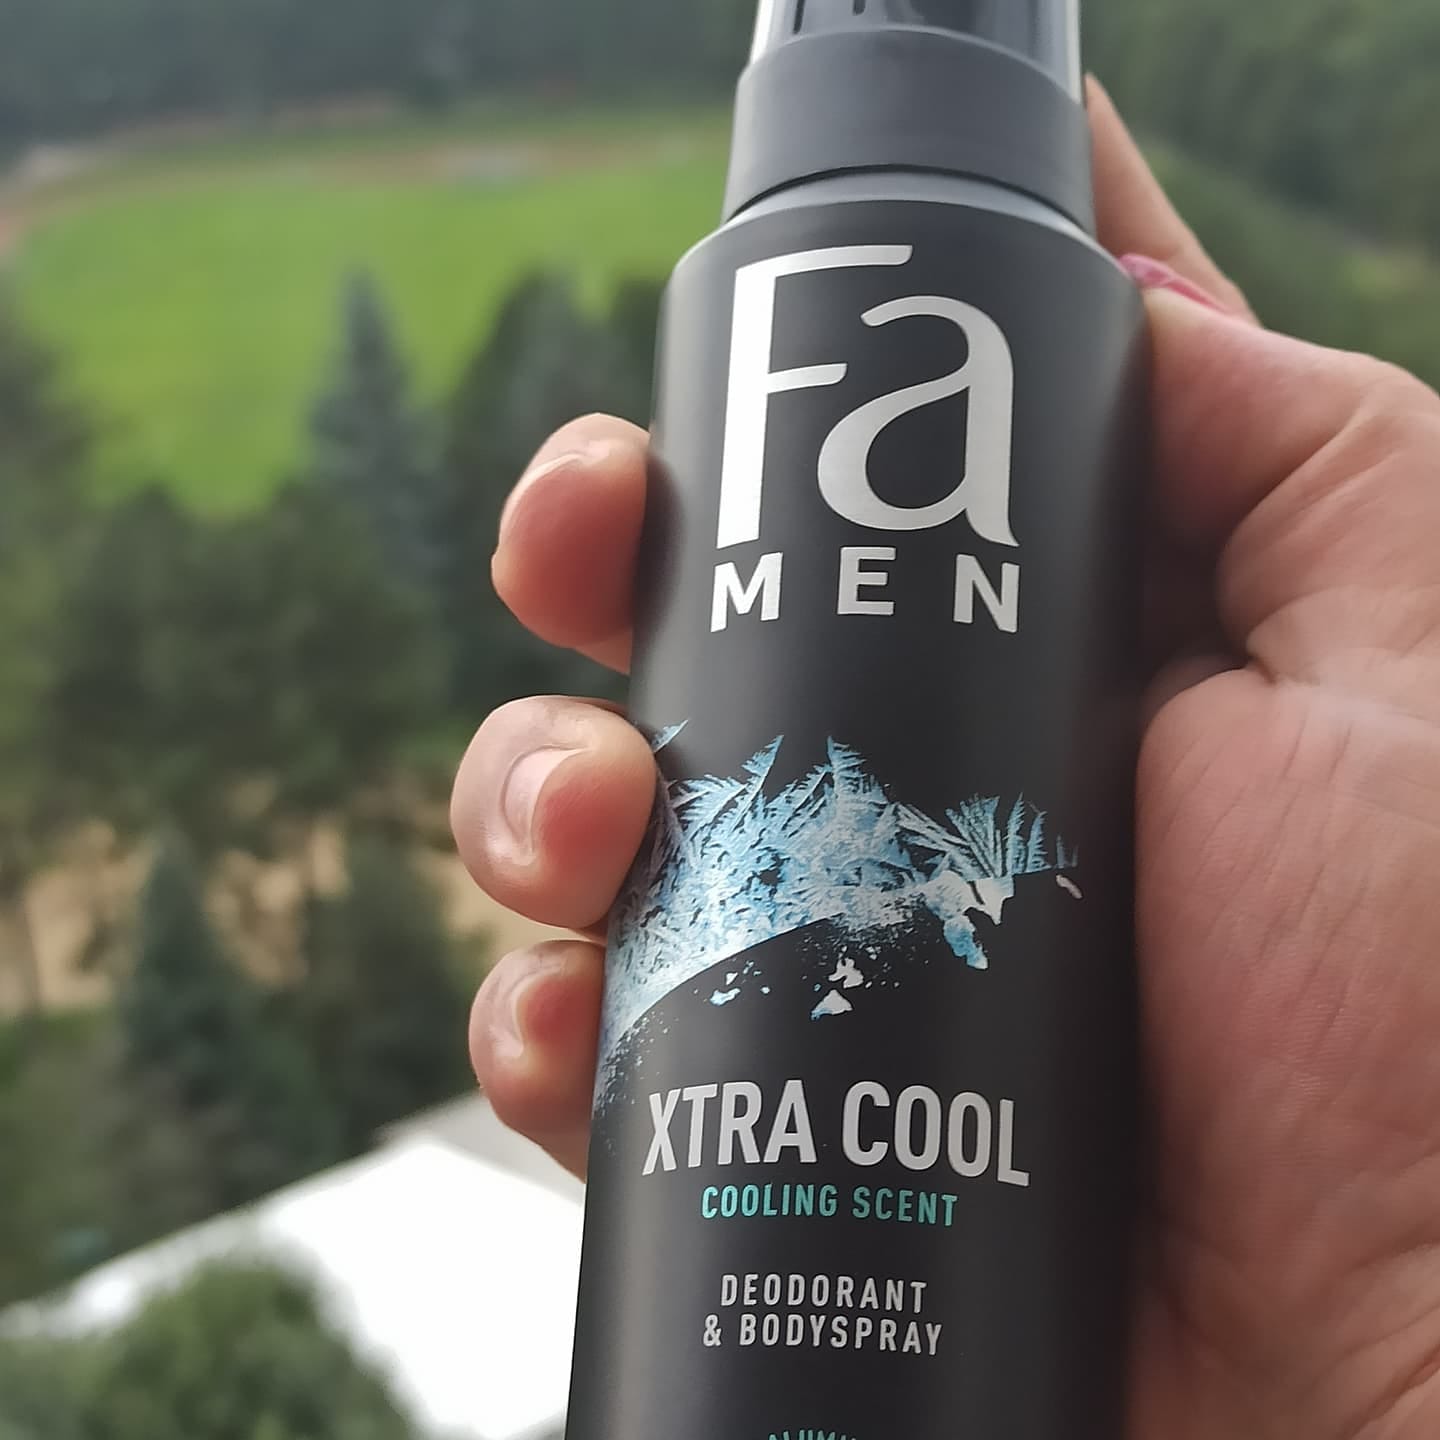 Fa
MEN
XTRA COOL
COOLING SCENT
DEODORANT
& BODYSPRAY